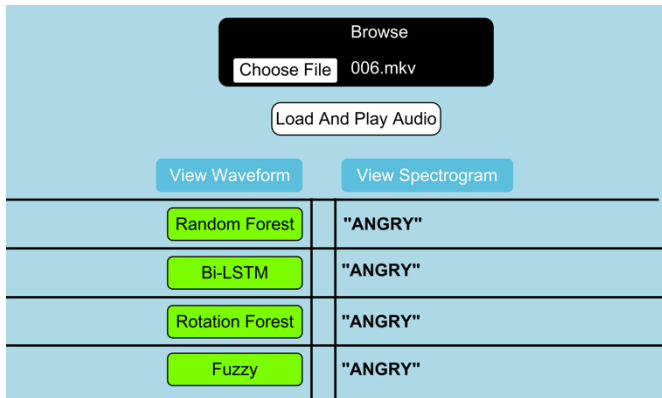 Browse
Choose File 006.mkv
Load And Play Audio
View Waveform View Spectrogram
Random Forest "ANGRY"
Bi-LSTM "ANGRY"
Rotation Forest "ANGRY"
Fuzzy "ANGRY"